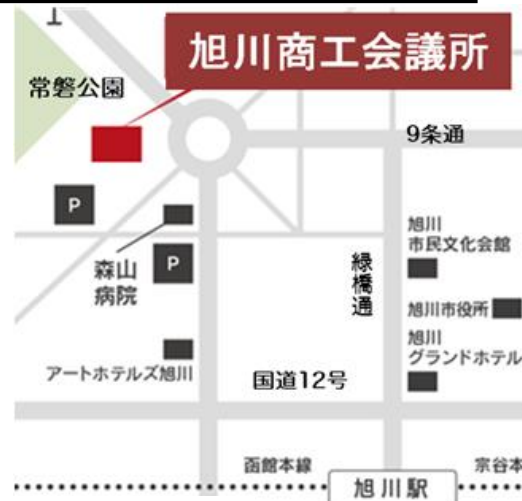 旭川商工会議所
常磐公園
9条通
P
旭川
市民文化会館
森山
病院
P
緑橋通
旭川市役所
旭川
グランドホテル
アートホテルズ旭川
国道12号
函館本線
宗谷本
旭川駅